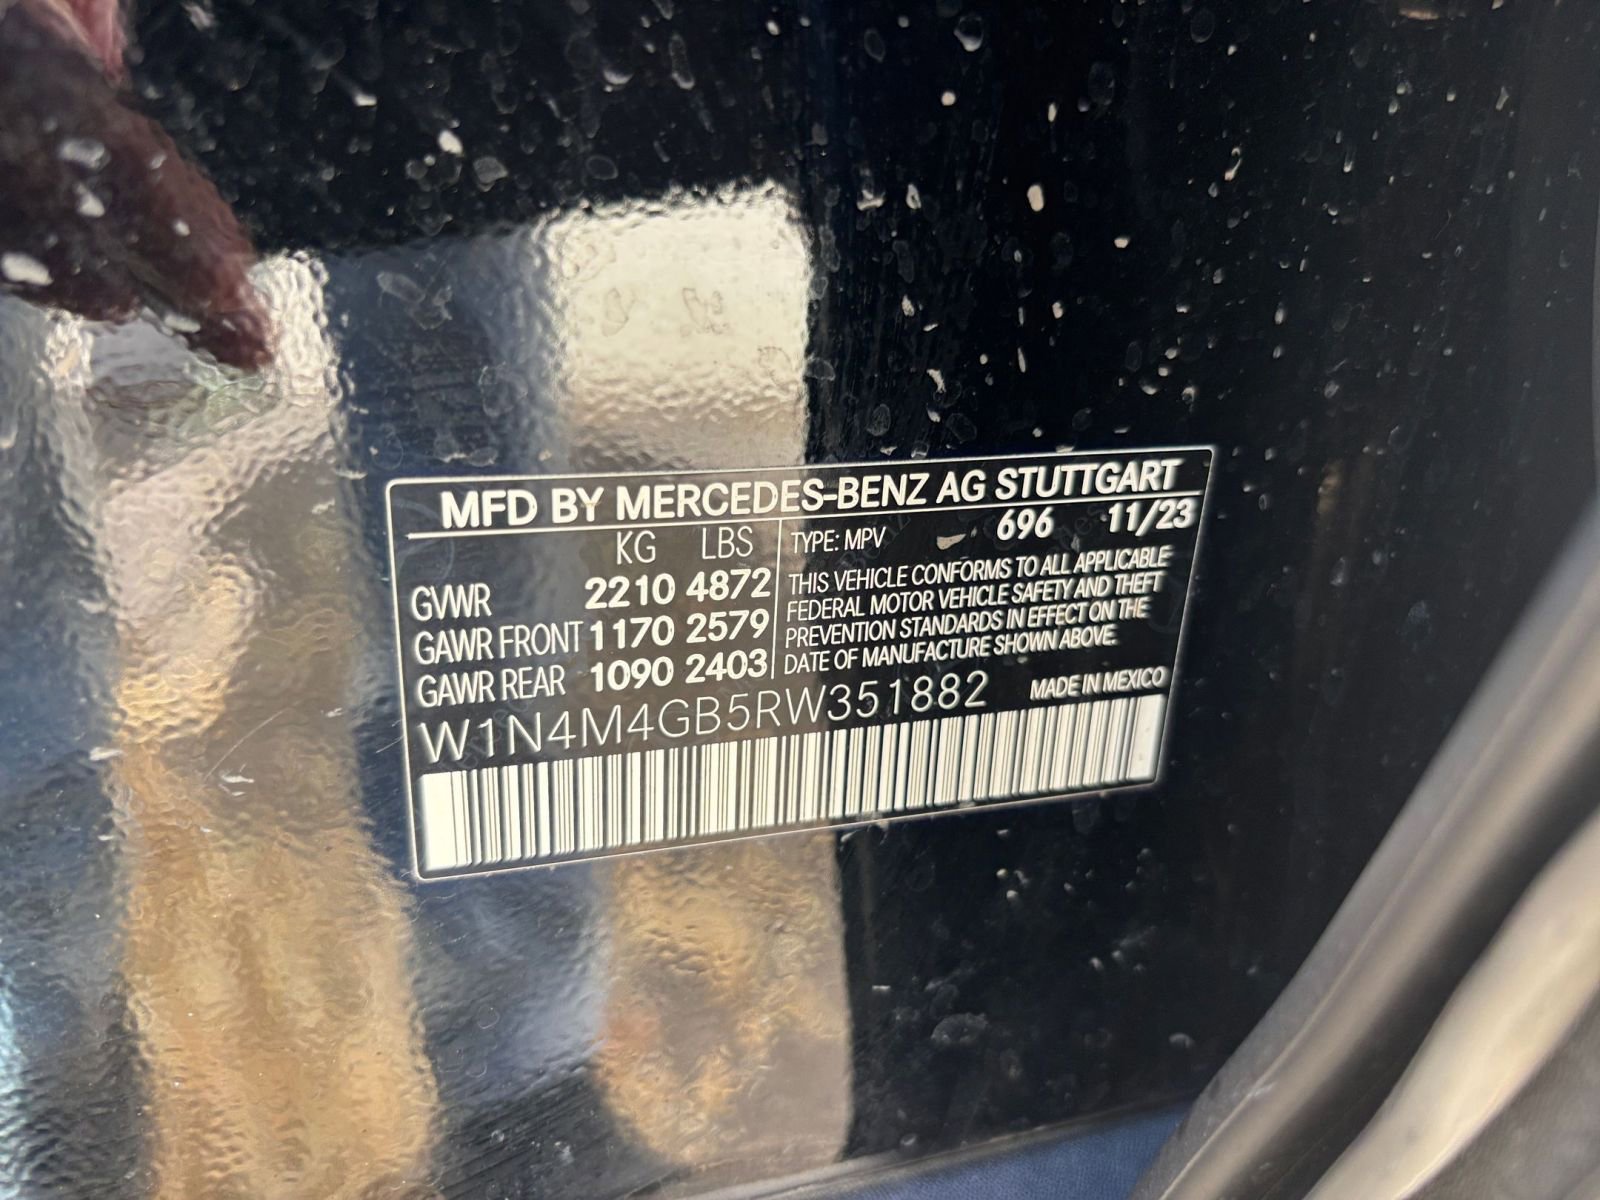 MFD BY MERCEDES-BENZ AG STUTTGART
KG LBS
GVWR 2210 4872
GAWR FRONT 1170 2579
GAWR REAR 1090 2403
TYPE: MPV 696 11/23
THIS VEHICLE CONFORMS TO ALL APPLICABLE
FEDERAL MOTOR VEHICLE SAFETY AND THEFT
PREVENTION STANDARDS IN EFFECT ON THE
DATE OF MANUFACTURE SHOWN ABOVE.
W1N4M4GB5RW351882 MADE IN MEXICO